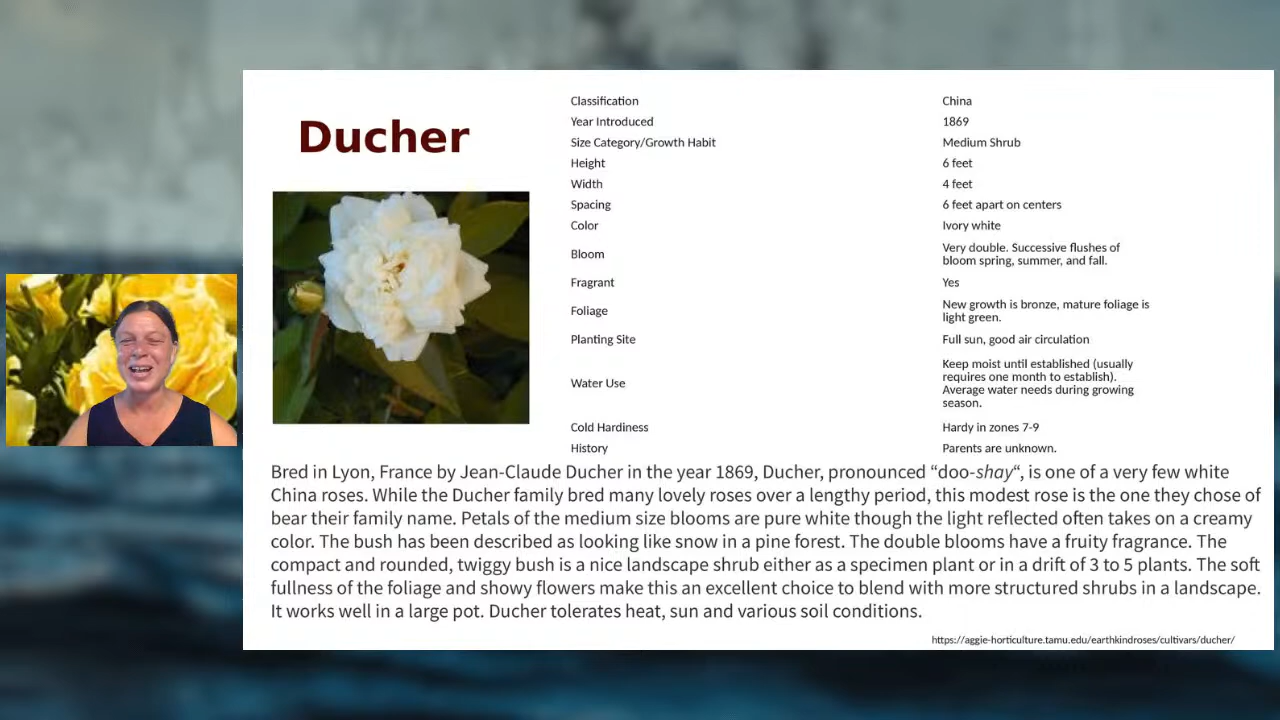 Ducher
Classification China
Year Introduced 1869
Size Category/Growth Habit Medium Shrub
Height 6 feet
Width 4 feet
Spacing 6 feet apart on centers
Color Ivory white
Bloom Very double. Successive flushes of
bloom spring, summer, and fall.
Fragrant Yes
Foliage New growth is bronze, mature foliage is
light green.
Planting Site Full sun, good air circulation
Water Use Keep moist until established (usually
requires one month to establish).
Average water needs during growing
season.
Cold Hardiness Hardy in zones 7-9
History Parents are unknown.
Bred in Lyon, France by Jean-Claude Ducher in the year 1869, Ducher, pronounced “doo-shay“, is one of a very few white
China roses. While the Ducher family bred many lovely roses over a lengthy period, this modest rose is the one they chose of
bear their family name. Petals of the medium size blooms are pure white though the light reflected often takes on a creamy
color. The bush has been described as looking like snow in a pine forest. The double blooms have a fruity fragrance. The
compact and rounded, twiggy bush is a nice landscape shrub either as a specimen plant or in a drift of 3 to 5 plants. The soft
fullness of the foliage and showy flowers make this an excellent choice to blend with more structured shrubs in a landscape.
It works well in a large pot. Ducher tolerates heat, sun and various soil conditions.
https://aggie-horticulture.tamu.edu/earthkindroses/cultivars/ducher/